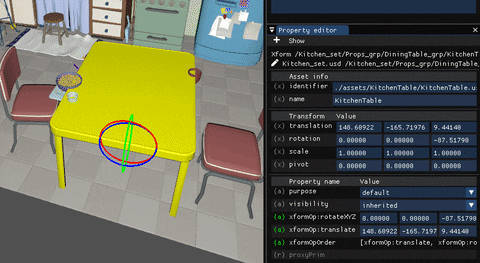 Property editor
Show
Xform /Kitchen_set/Props_grp/DiningTable_grp/KitchenT
Kitchen_set.usd /Kitchen_set/Props_grp/DiningTable_
Asset info
(x) identifier ./assets/KitchenTable/KitchenTable.us
(x) name KitchenTable
Transform Value
(x) translation 148.60922 -165.71976 9.44140
(x) rotation 0.00000 0.00000 -87.51790
(x) scale 1.00000 1.00000 1.00000
(x) pivot 0.00000 0.00000 0.00000
Property name Value
(a) purpose default
(a) visibility inherited
(a) xformOp:rotateXYZ 0.00000 0.00000 -87.51790
(a) xformOp:translate 148.60922 -165.7197 9.44140
(a) xformOpOrder [xformOp:translate, xformOp:ro
(r) proxyPrim